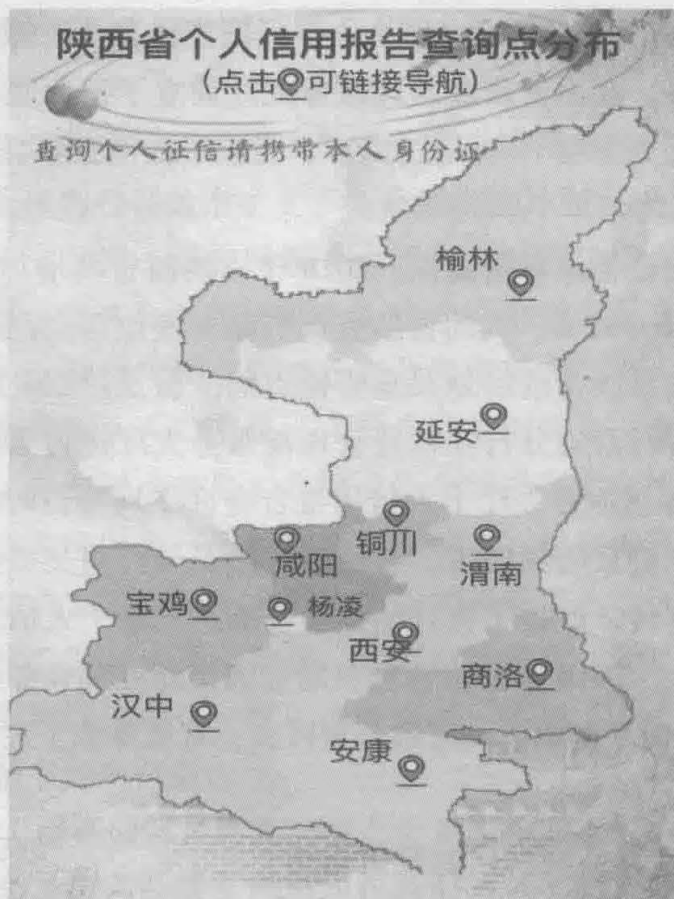 陕西省个人信用报告查询点分布
(点击可链接导航)
查询个人征信请携带本人身份证
榆林
延安
铜川
咸阳
渭南
宝鸡
杨凌
西安
商洛
汉中
安康